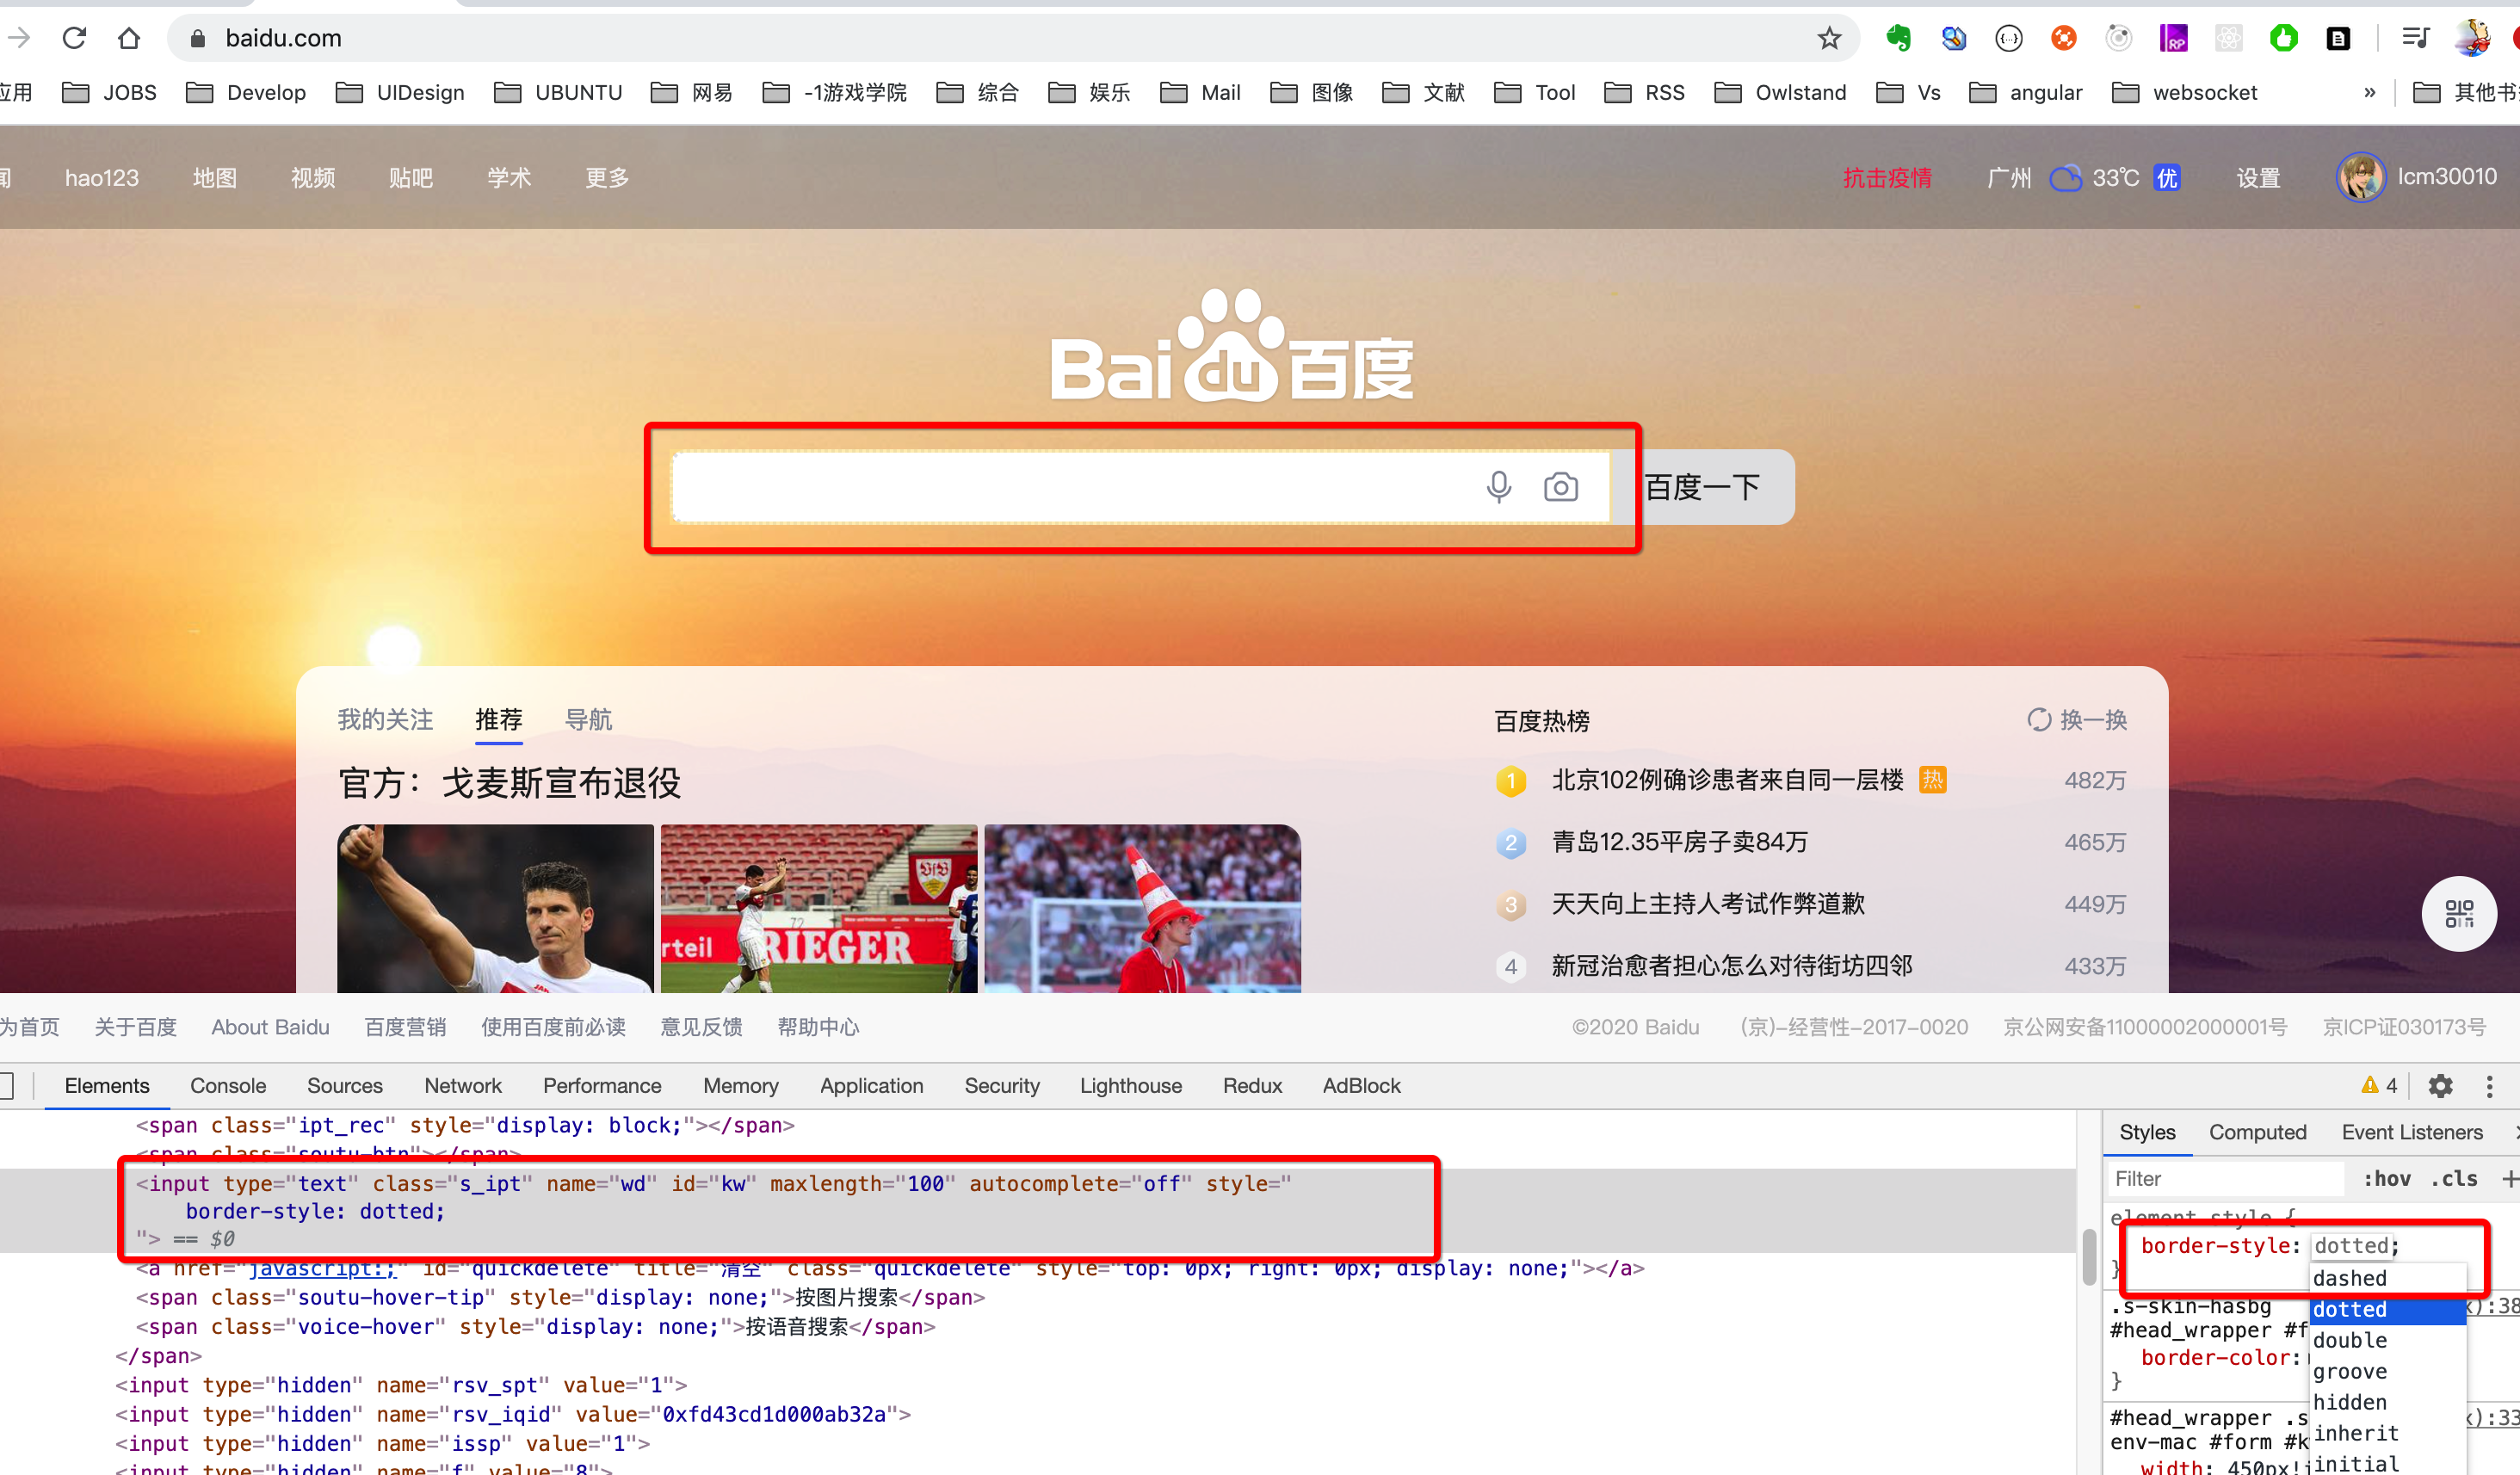 baidu.com
应用 JOBS Develop UIDesign UBUNTU 网易 -1游戏学院 综合 娱乐 Mail 图像 文献 Tool RSS Owlstand Vs angular websocket » 其他书
闻 hao123 地图 视频 贴吧 学术 更多 抗击疫情 广州 33℃ 优 设置 lcm30010
Bai du 百度
百度一下
我的关注 推荐 导航 百度热榜 换一换
官方：戈麦斯宣布退役
1 北京102例确诊患者来自同一层楼 热 482万
2 青岛12.35平房子卖84万 465万
3 天天向上主持人考试作弊道歉 449万
4 新冠治愈者担心怎么对待街坊四邻 433万
rteil RIEGER
为首页 关于百度 About Baidu 百度营销 使用百度前必读 意见反馈 帮助中心 ©2020 Baidu (京)-经营性-2017-0020 京公网安备11000002000001号 京ICP证030173号
Elements Console Sources Network Performance Memory Application Security Lighthouse Redux AdBlock 4
<span class="ipt_rec" style="display: block;"></span>
<span class="soutu-btn"></span>
<input type="text" class="s_ipt" name="wd" id="kw" maxlength="100" autocomplete="off" style="
border-style: dotted;
"> == $0
<a href="javascript:;" id="quickdelete" title="清空" class="quickdelete" style="top: 0px; right: 0px; display: none;"></a>
<span class="soutu-hover-tip" style="display: none;">按图片搜索</span>
<span class="voice-hover" style="display: none;">按语音搜索</span>
</span>
<input type="hidden" name="rsv_spt" value="1">
<input type="hidden" name="rsv_iqid" value="0xfd43cd1d000ab32a">
<input type="hidden" name="issp" value="1">
<input type="hidden" name="f" value="8">
Styles Computed Event Listeners
Filter :hov .cls +
element.style {
border-style: dotted;
}
dashed
dotted
double
groove
hidden
inherit
initial
.s-skin-hasbg x):38
#head_wrapper #f
border-color:
}
#head_wrapper .s x):33
env-mac #form #k
width: 450px!i